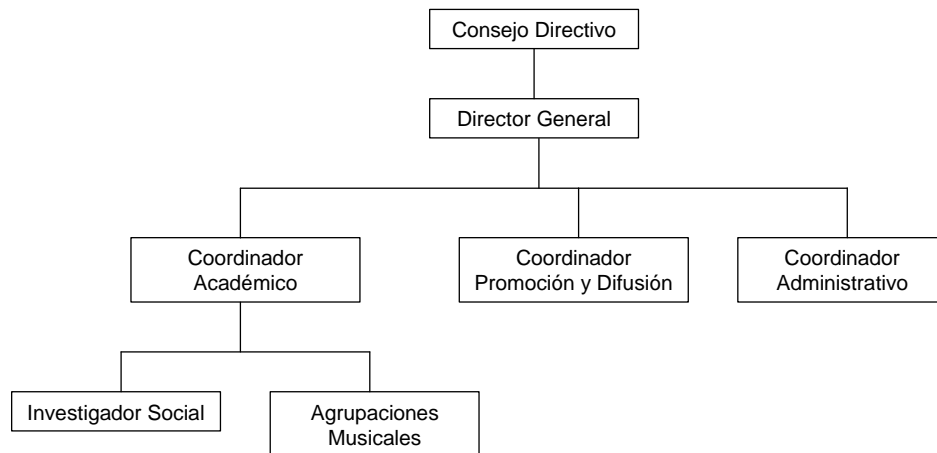 Consejo Directivo
Director General
Coordinador
Académico
Coordinador
Promoción y Difusión
Coordinador
Administrativo
Investigador Social
Agrupaciones
Musicales